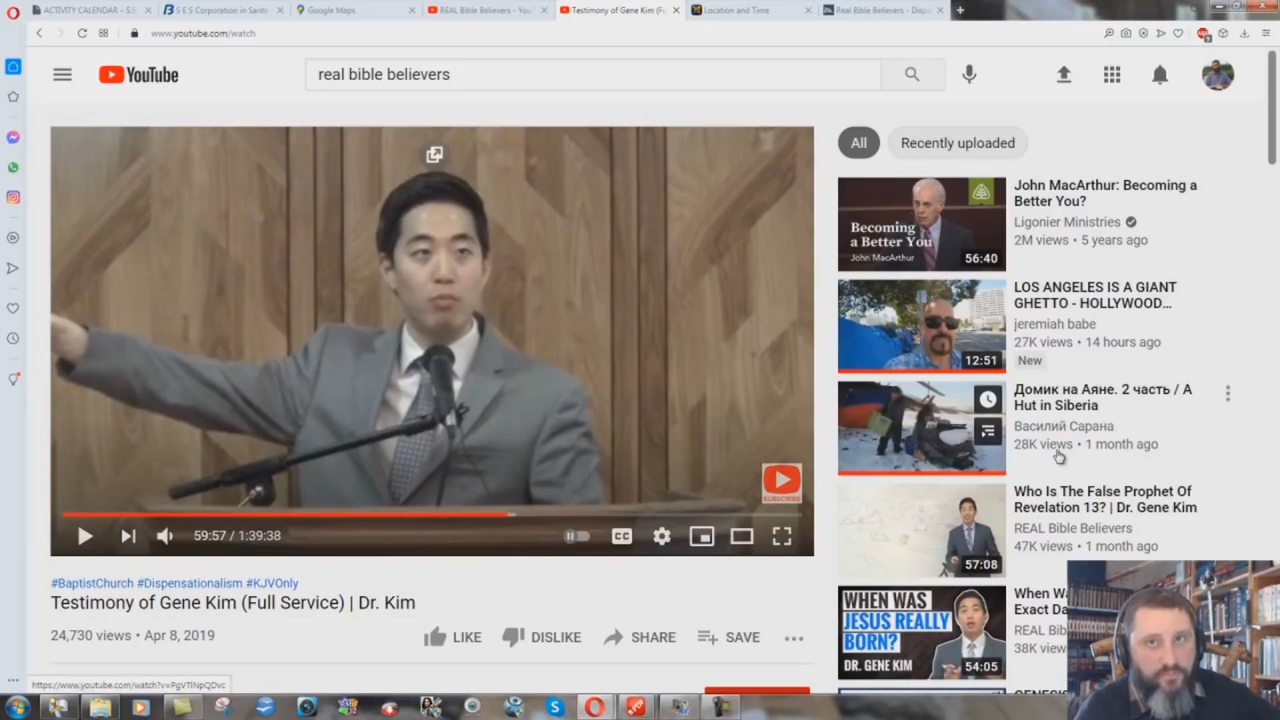 ACTIVITY CALENDAR – S.E.
S E S Corporation in Santa
Google Maps
REAL Bible Believers - You
Testimony of Gene Kim (Fu
Location and Time
Real Bible Believers - Disp
www.youtube.com/watch
YouTube
real bible believers
All
Recently uploaded
Becoming
a Better You
John MacArthur
56:40
John MacArthur: Becoming a
Better You?
Ligonier Ministries
2M views • 5 years ago
12:51
LOS ANGELES IS A GIANT
GHETTO - HOLLYWOOD...
jeremiah babe
27K views • 14 hours ago
New
Домик на Аяне. 2 часть / A
Hut in Siberia
Василий Сарана
28K views • 1 month ago
57:08
Who Is The False Prophet Of
Revelation 13? | Dr. Gene Kim
REAL Bible Believers
47K views • 1 month ago
WHEN WAS
JESUS REALLY
BORN?
DR. GENE KIM
54:05
When Wa
Exact Da
REAL Bib
38K view
SUBSCRIBE
59:57 / 1:39:38
CC
#BaptistChurch #Dispensationalism #KJVOnly
Testimony of Gene Kim (Full Service) | Dr. Kim
24,730 views • Apr 8, 2019
LIKE
DISLIKE
SHARE
SAVE
https://www.youtube.com/watch?v=PgVTlNpQDvc